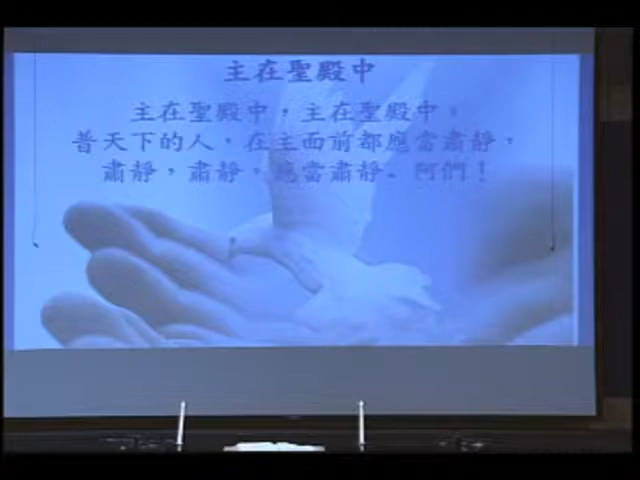 主在聖殿中
主在聖殿中，主在聖殿中。
普天下的人，在主面前都應當肅靜，
肅靜，肅靜，應當肅靜。阿們！